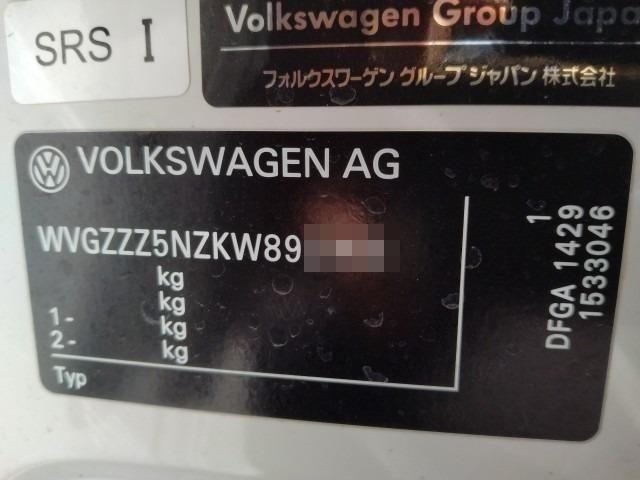 SRS I
Volkswagen Group Japa
フォルクスワーゲン グループ ジャパン 株式会社
VOLKSWAGEN AG
WVGZZZ5NZKW89
kg
kg
1- kg
2- kg
Typ
1
DFGA 1429
1533046